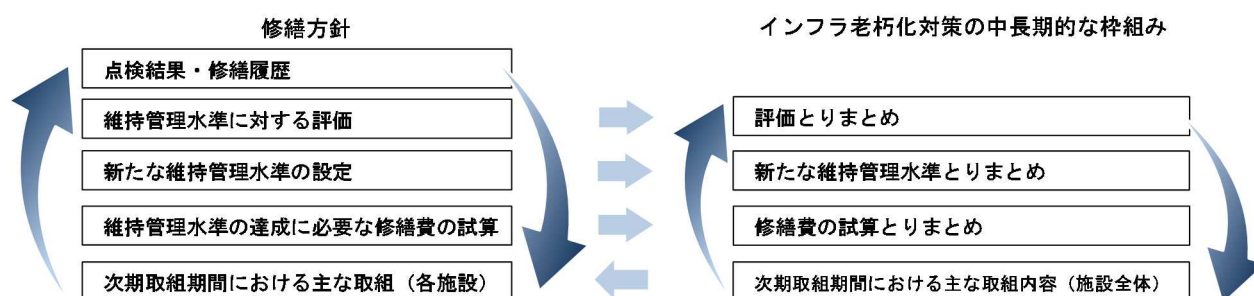 修繕方針
点検結果・修繕履歴
維持管理水準に対する評価
新たな維持管理水準の設定
維持管理水準の達成に必要な修繕費の試算
次期取組期間における主な取組（各施設）
インフラ老朽化対策の中長期的な枠組み
評価とりまとめ
新たな維持管理水準とりまとめ
修繕費の試算とりまとめ
次期取組期間における主な取組内容（施設全体）